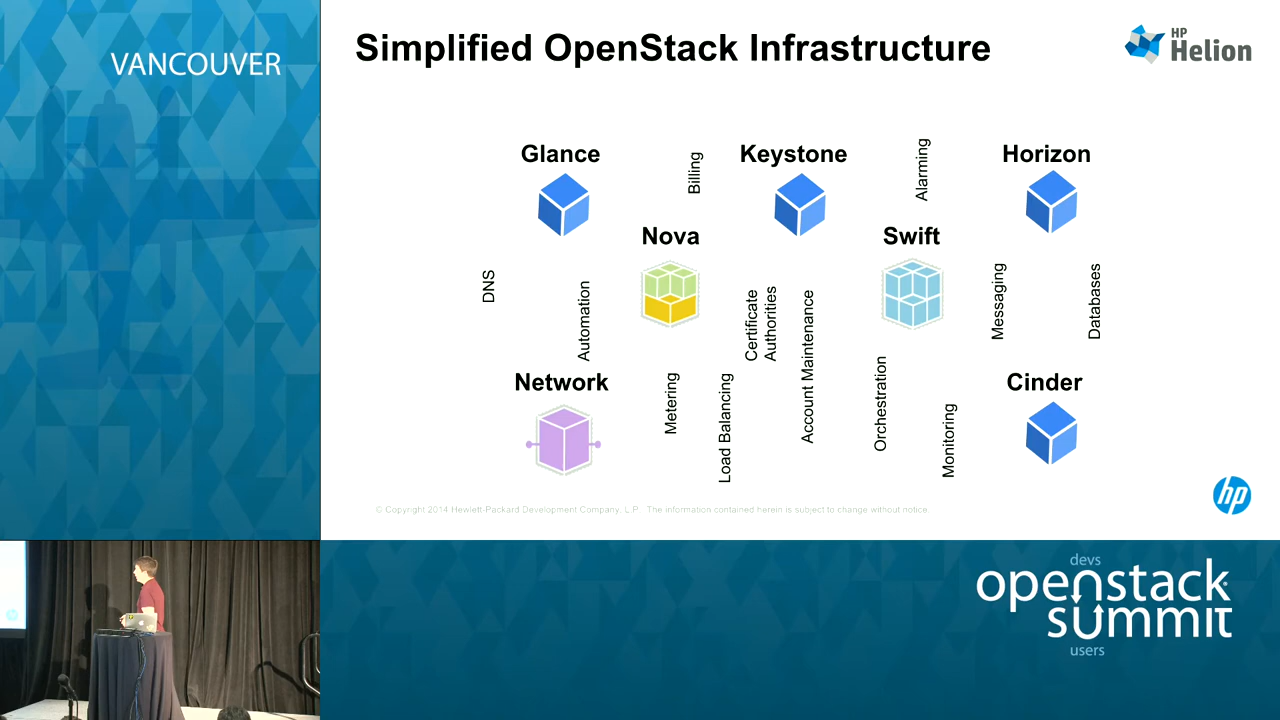 VANCOUVER
Simplified OpenStack Infrastructure
HP
Helion
Glance
Billing
Keystone
Alarming
Horizon
Nova
Swift
DNS
Automation
Certificate
Authorities
Account Maintenance
Messaging
Databases
Network
Metering
Load Balancing
Orchestration
Monitoring
Cinder
© Copyright 2014 Hewlett-Packard Development Company, L.P. The information contained herein is subject to change without notice.
hp
devs
openstack
summit
users